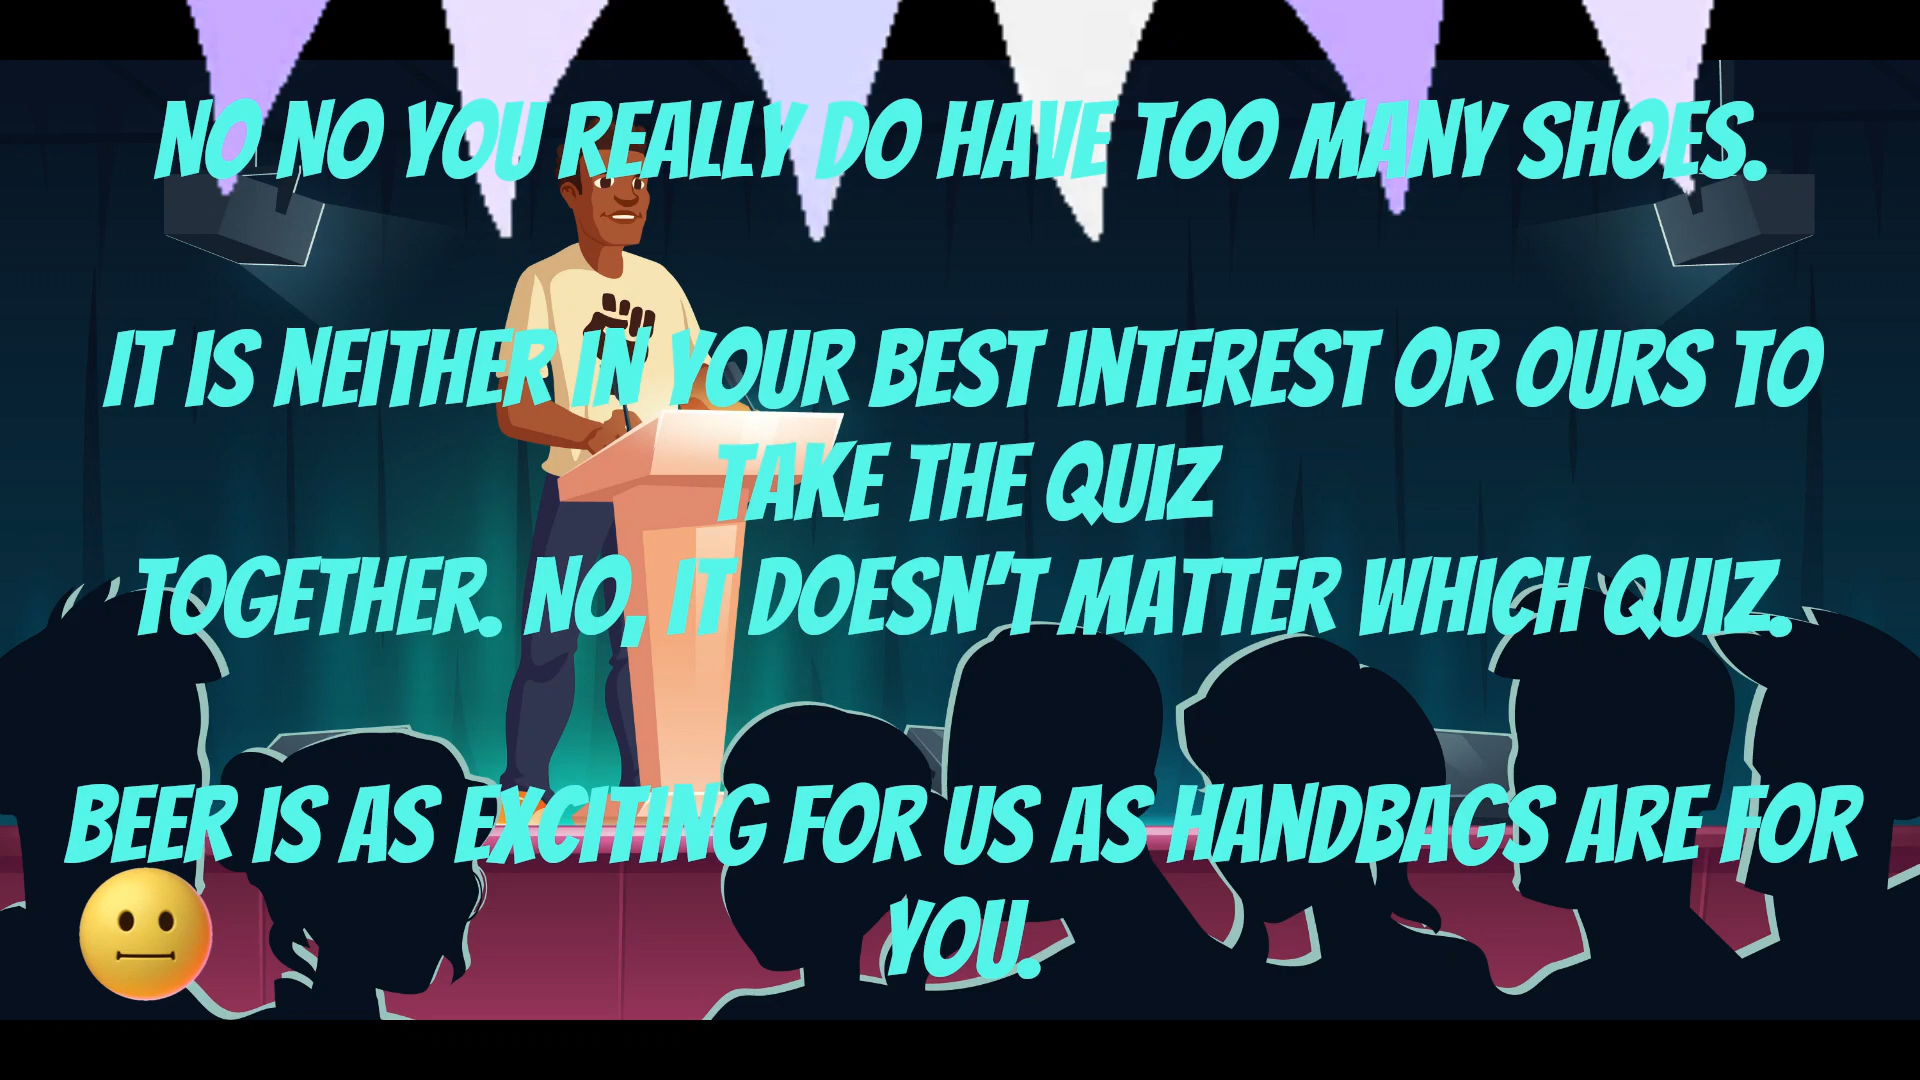 NO NO YOU REALLY DO HAVE TOO MANY SHOES.
IT IS NEITHER IN YOUR BEST INTEREST OR OURS TO
TAKE THE QUIZ
TOGETHER. NO, IT DOESN'T MATTER WHICH QUIZ.
BEER IS AS EXCITING FOR US AS HANDBAGS ARE FOR
YOU.